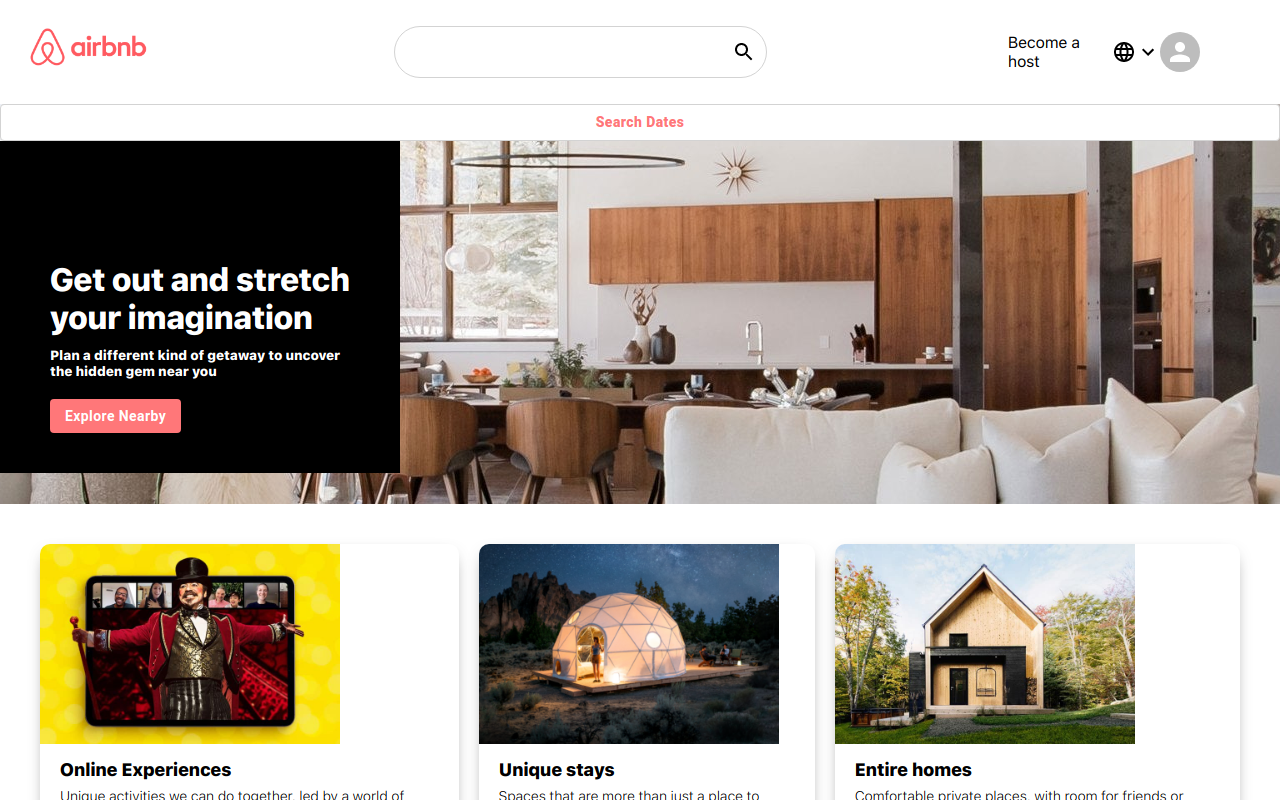 airbnb
Become a
host
Search Dates
Get out and stretch
your imagination
Plan a different kind of getaway to uncover
the hidden gem near you
Explore Nearby
Online Experiences
Unique stays
Entire homes
Unique activities we can do together, led by a world of
Spaces that are more than just a place to
Comfortable private places, with room for friends or